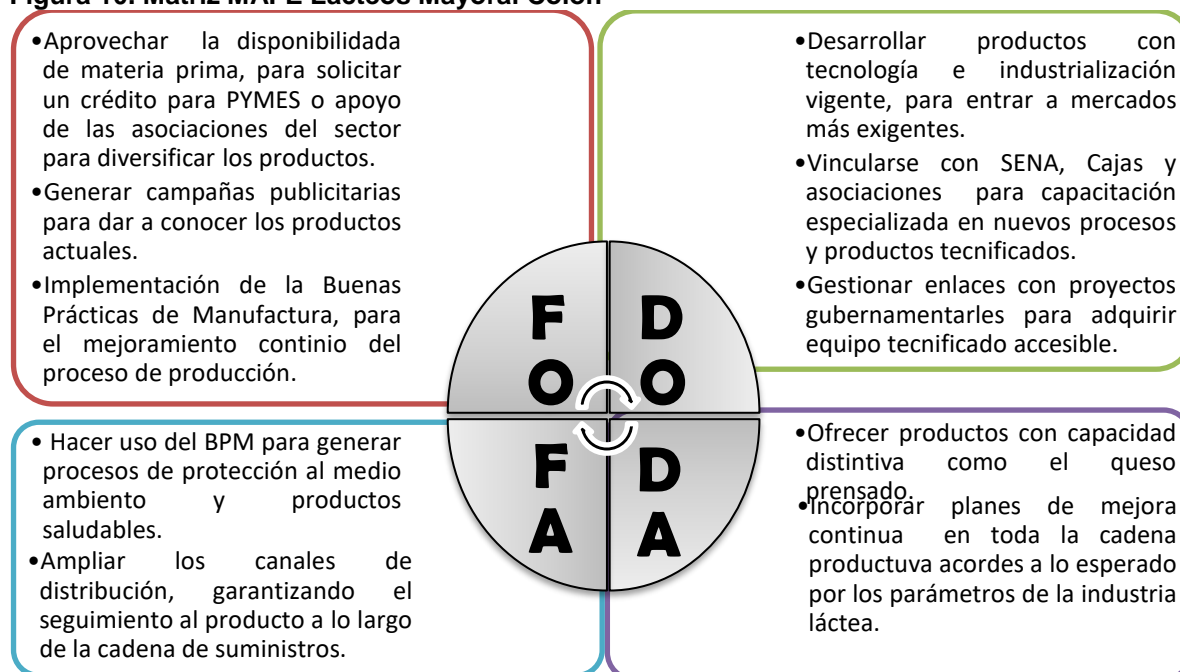 •Aprovechar la disponibilidada
de materia prima, para solicitar
un crédito para PYMES o apoyo
de las asociaciones del sector
para diversificar los productos.
•Generar campañas publicitarias
para dar a conocer los productos
actuales.
•Implementación de la Buenas
Prácticas de Manufactura, para
el mejoramiento continio del
proceso de producción.
•Desarrollar productos con
tecnología e industrialización
vigente, para entrar a mercados
más exigentes.
•Vincularse con SENA, Cajas y
asociaciones para capacitación
especializada en nuevos procesos
y productos tecnificados.
•Gestionar enlaces con proyectos
gubernamentarles para adquirir
equipo tecnificado accesible.
F
O
D
O
F
A
D
A
• Hacer uso del BPM para generar
procesos de protección al medio
ambiente y productos
saludables.
•Ampliar los canales de
distribución, garantizando el
seguimiento al producto a lo largo
de la cadena de suministros.
•Ofrecer productos con capacidad
distintiva como el queso
prensado.
•Incorporar planes de mejora
continua en toda la cadena
productuva acordes a lo esperado
por los parámetros de la industria
láctea.